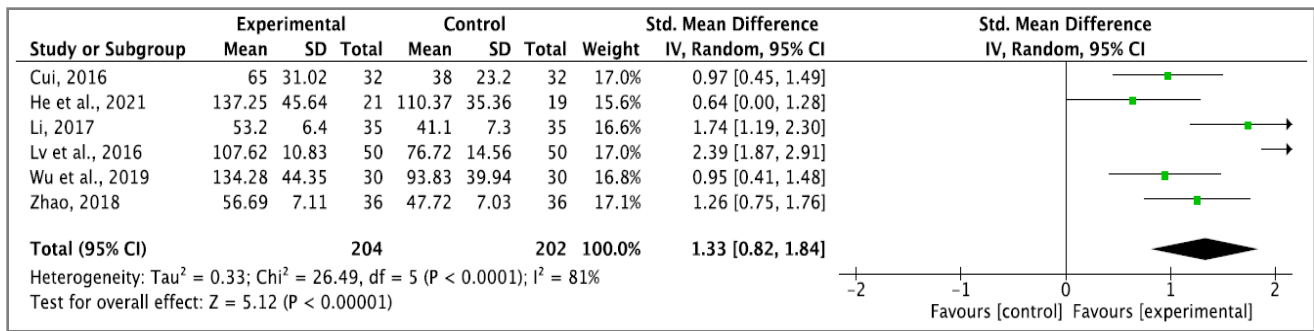 Experimental Control Std. Mean Difference Std. Mean Difference
Study or Subgroup Mean SD Total Mean SD Total Weight IV, Random, 95% CI IV, Random, 95% CI
Cui, 2016 65 31.02 32 38 23.2 32 17.0% 0.97 [0.45, 1.49]
He et al., 2021 137.25 45.64 21 110.37 35.36 19 15.6% 0.64 [0.00, 1.28]
Li, 2017 53.2 6.4 35 41.1 7.3 35 16.6% 1.74 [1.19, 2.30]
Lv et al., 2016 107.62 10.83 50 76.72 14.56 50 17.0% 2.39 [1.87, 2.91]
Wu et al., 2019 134.28 44.35 30 93.83 39.94 30 16.8% 0.95 [0.41, 1.48]
Zhao, 2018 56.69 7.11 36 47.72 7.03 36 17.1% 1.26 [0.75, 1.76]
Total (95% CI) 204 202 100.0% 1.33 [0.82, 1.84]
Heterogeneity: Tau² = 0.33; Chi² = 26.49, df = 5 (P < 0.0001); I² = 81%
Test for overall effect: Z = 5.12 (P < 0.00001)
-2 -1 0 1 2
Favours [control] Favours [experimental]